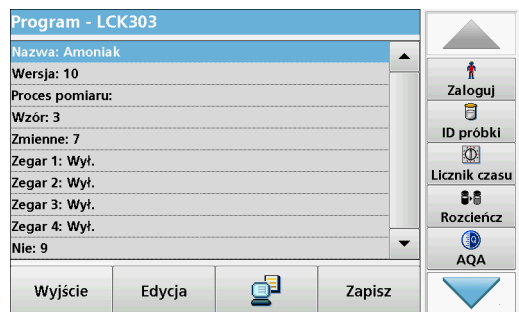 Program - LCK303
Nazwa: Amoniak
Wersja: 10
Proces pomiaru:
Wzór: 3
Zmienne: 7
Zegar 1: Wył.
Zegar 2: Wył.
Zegar 3: Wył.
Zegar 4: Wył.
Nie: 9
Wyjście
Edycja
Zapisz
Zaloguj
ID próbki
Licznik czasu
Rozcieńcz
AQA